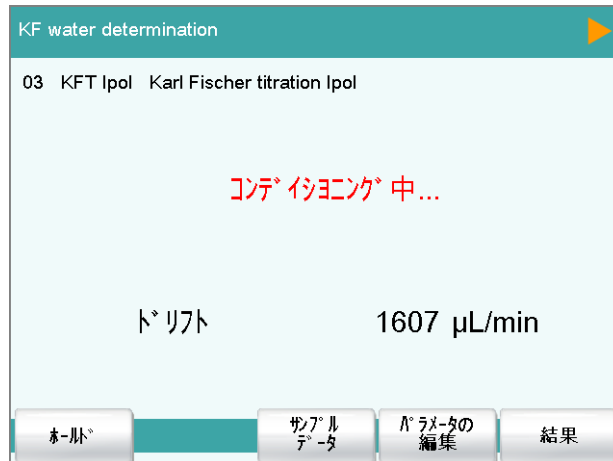 KF water determination
03 KFT Ipol Karl Fischer titration Ipol
コンディショニング中...
ドリフト 1607 µL/min
ホールド
サンプル
データ
パラメータの
編集
結果